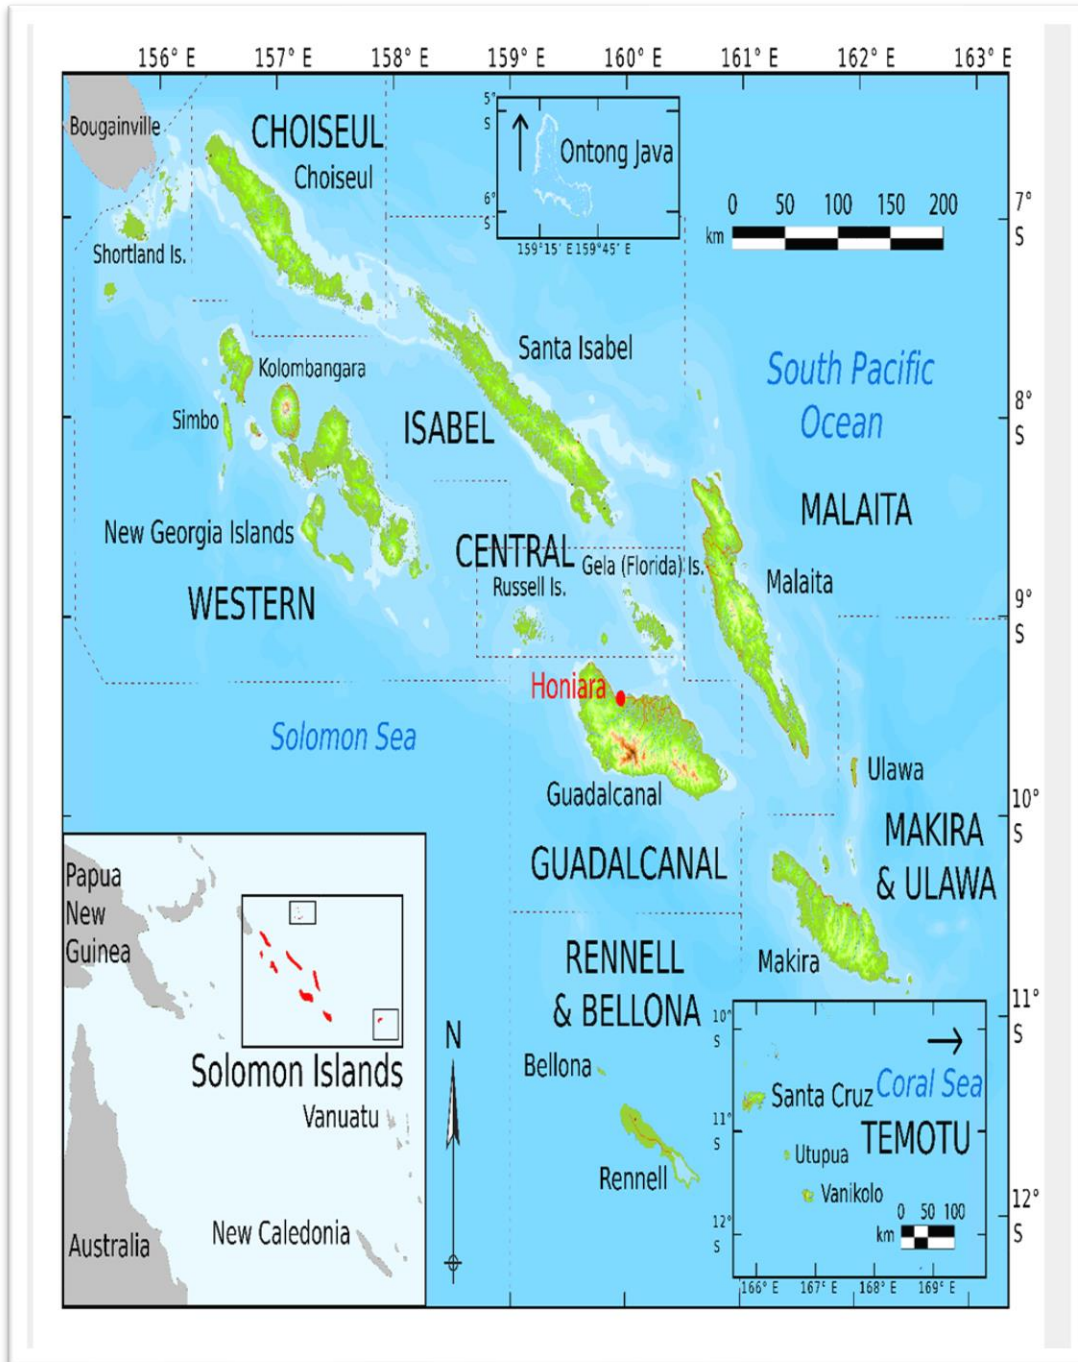 156° E 157° E 158° E 159° E 160° E 161° E 162° E 163° E
Bougainville
CHOISEUL
Choiseul
5°
S
Ontong Java
6°
S
159°15′ E 159°45′ E
0 50 100 150 200
km
7°
S
Shortland Is.
Santa Isabel
South Pacific
Ocean
Kolombangara
Simbo
ISABEL
8°
S
MALAITA
New Georgia Islands
CENTRAL
Gela (Florida) Is.
Russell Is.
Malaita
WESTERN
9°
S
Honiara
Solomon Sea
Ulawa
Guadalcanal
10°
S
MAKIRA
& ULAWA
GUADALCANAL
Papua
New
Guinea
RENNELL
& BELLONA
Makira
11°
S
N
Solomon Islands
Vanuatu
Bellona
Rennell
New Caledonia
Australia
10°
S
Coral Sea
Santa Cruz
11°
S
TEMOTU
Utupua
Vanikolo
0 50 100
km
12°
S
166° E 167° E 168° E 169° E
12°
S